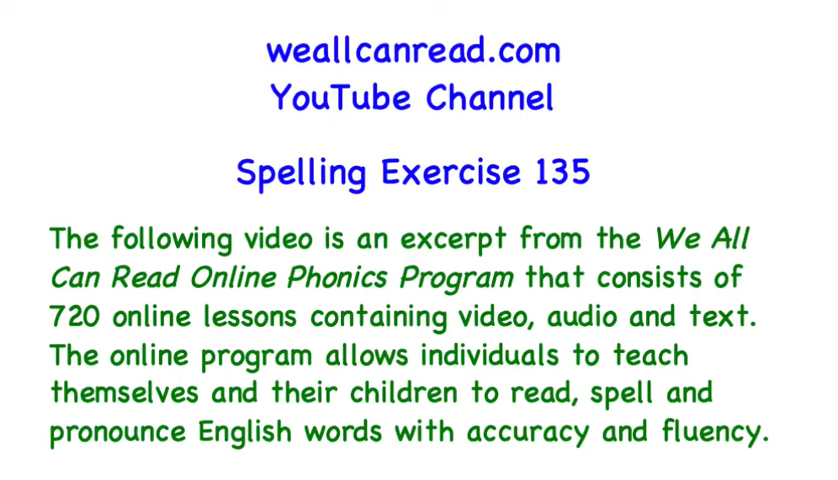 weallcanread.com
YouTube Channel
Spelling Exercise 135
The following video is an excerpt from the We All
Can Read Online Phonics Program that consists of
720 online lessons containing video, audio and text.
The online program allows individuals to teach
themselves and their children to read, spell and
pronounce English words with accuracy and fluency.